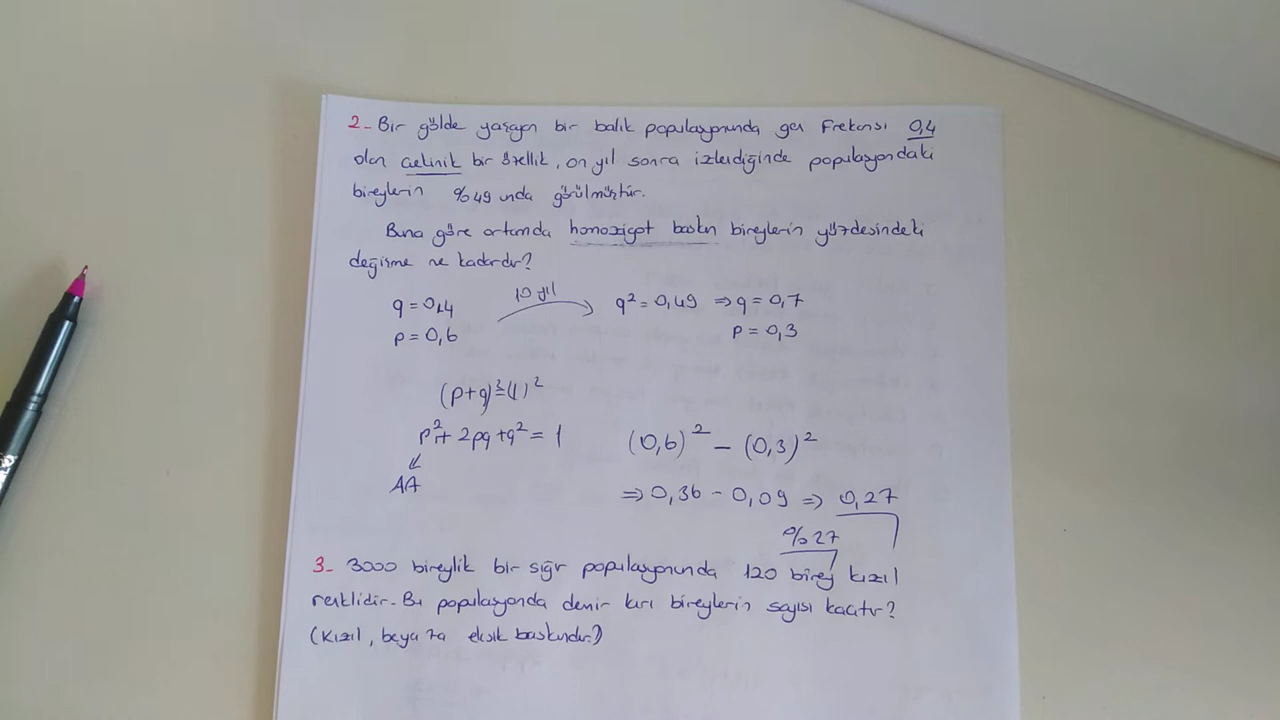 2- Bir gölde yaşayan bir balık populasyonunda gen frekansı 0,4
olan çekinik bir özellik, on yıl sonra izlendiğinde populasyondaki
bireylerin %49 unda görülmüştür.
Buna göre ortamda homozigot baskın bireylerin yüzdesindeki
değişme ne kadardır?
q = 0,4 10 yıl q² = 0,49 ⇒ q = 0,7
p = 0,6 p = 0,3
(p+q)² = (1)²
p² + 2pq + q² = 1 (0,6)² - (0,3)²
AA ⇒ 0,36 - 0,09 ⇒ 0,27
%27
3- 3000 bireylik bir sığır populasyonunda 120 birey kızıl
renklidir. Bu populasyonda demir kırı bireylerin sayısı kaçtır?
(Kızıl, beyaza eksik baskındır.)